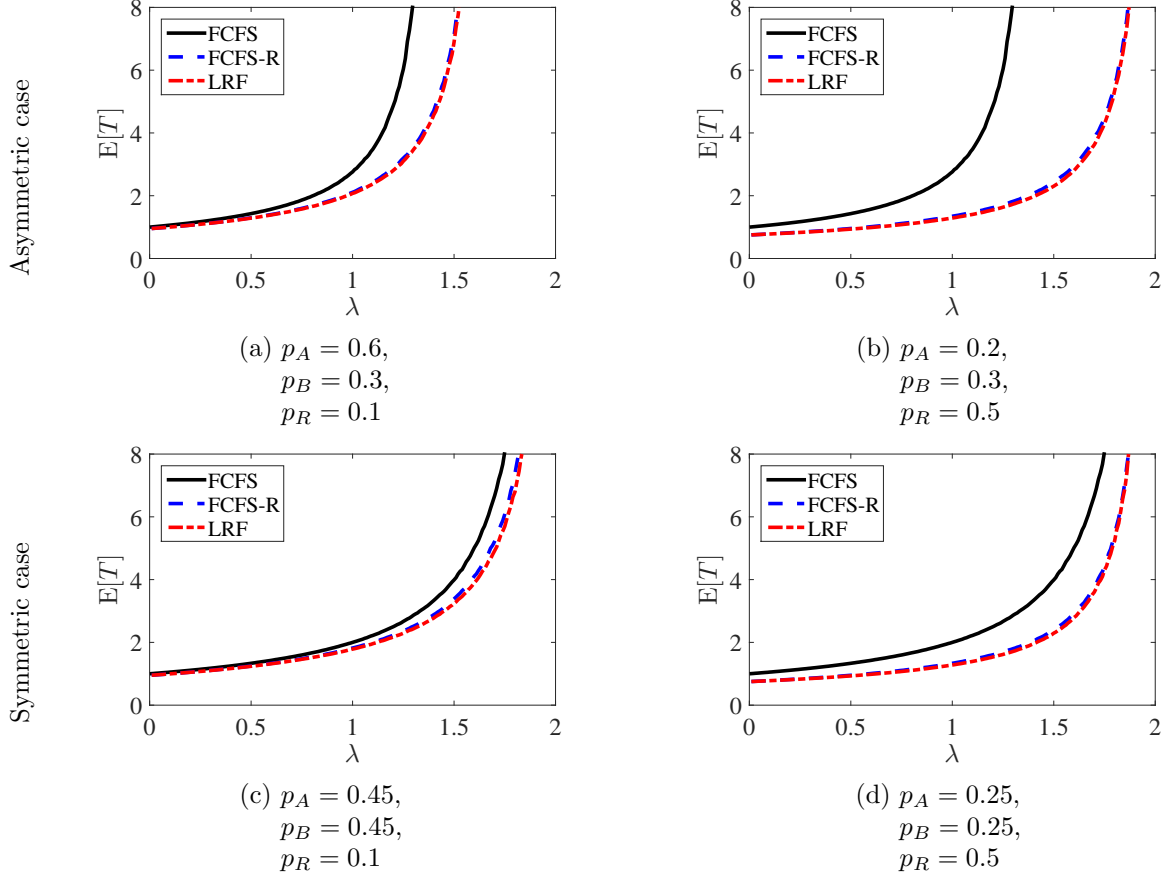 Asymmetric case
8
6
4
2
0
E[T]
FCFS
FCFS-R
LRF
0
0.5
1
1.5
2
λ
(a) p_A = 0.6,
p_B = 0.3,
p_R = 0.1
8
6
4
2
0
E[T]
FCFS
FCFS-R
LRF
0
0.5
1
1.5
2
λ
(b) p_A = 0.2,
p_B = 0.3,
p_R = 0.5
Symmetric case
8
6
4
2
0
E[T]
FCFS
FCFS-R
LRF
0
0.5
1
1.5
2
λ
(c) p_A = 0.45,
p_B = 0.45,
p_R = 0.1
8
6
4
2
0
E[T]
FCFS
FCFS-R
LRF
0
0.5
1
1.5
2
λ
(d) p_A = 0.25,
p_B = 0.25,
p_R = 0.5